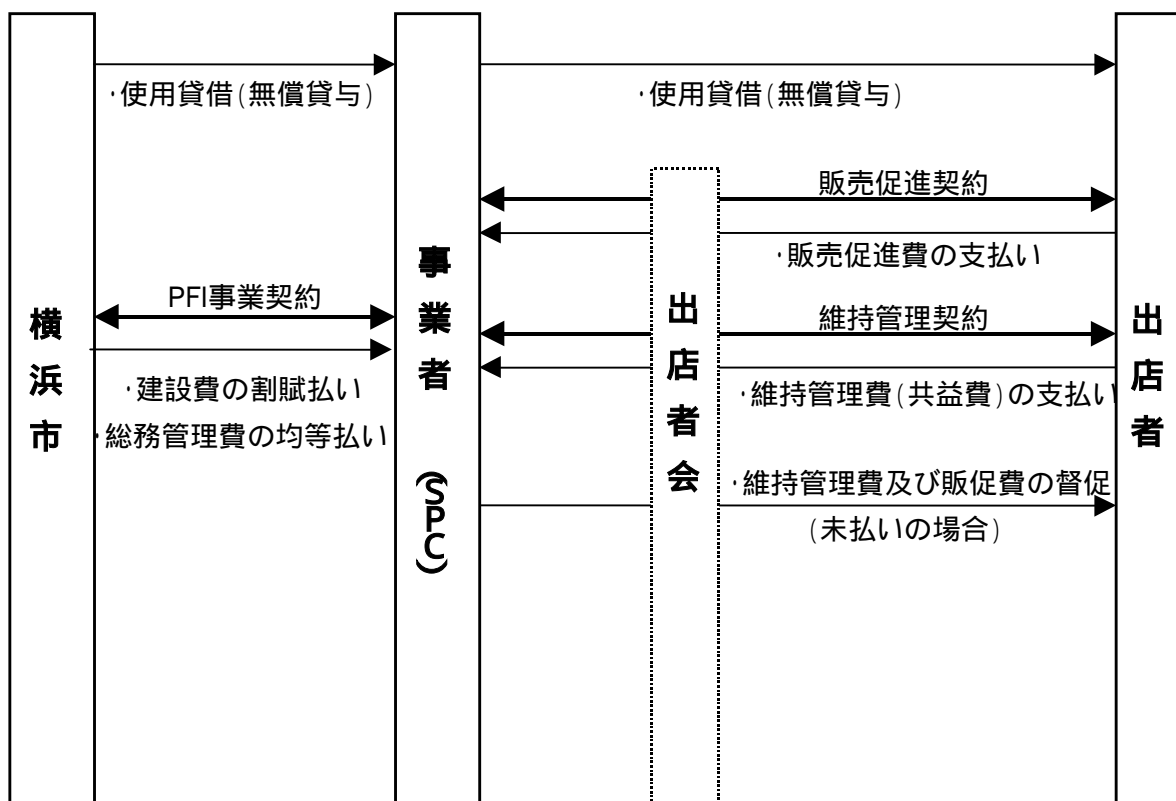 ・使用貸借(無償貸与)
・使用貸借(無償貸与)
販売促進契約
・販売促進費の支払い
PFI事業契約
維持管理契約
・建設費の割賦払い
・維持管理費(共益費)の支払い
・総務管理費の均等払い
・維持管理費及び販促費の督促
(未払いの場合)
横浜市
事業者(SPC)
出店者会
出店者